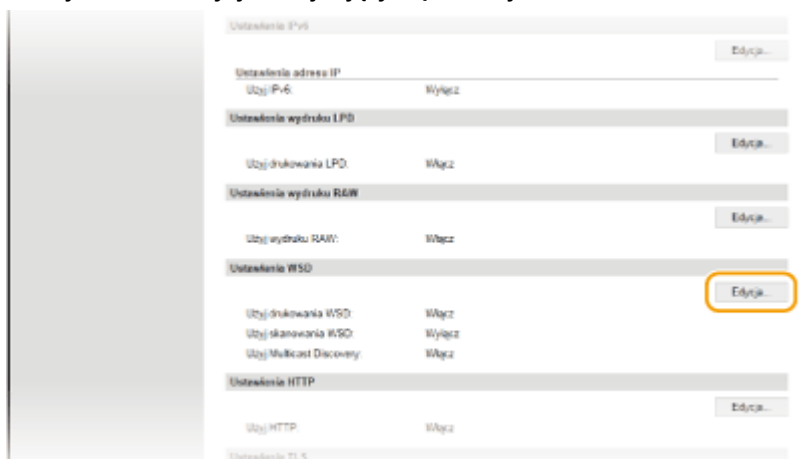 Ustawienia IPv6
Edycja...
Ustawienia adresu IP
Użyj IPv6: Wyłącz
Ustawienia wydruku LPD
Edycja...
Użyj drukowania LPD: Włącz
Ustawienia wydruku RAW
Edycja...
Użyj wydruku RAW: Włącz
Ustawienia WSD
Edycja...
Użyj drukowania WSD: Włącz
Użyj skanowania WSD: Wyłącz
Użyj Multicast Discovery: Włącz
Ustawienia HTTP
Edycja...
Użyj HTTP: Włącz
Ustawienia TLS